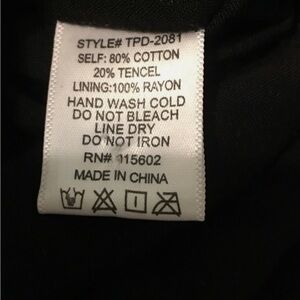 STYLE# TPD-2081
SELF: 80% COTTON
20% TENCEL
LINING:100% RAYON
HAND WASH COLD
DO NOT BLEACH
LINE DRY
DO NOT IRON
RN#
MADE IN CHINA